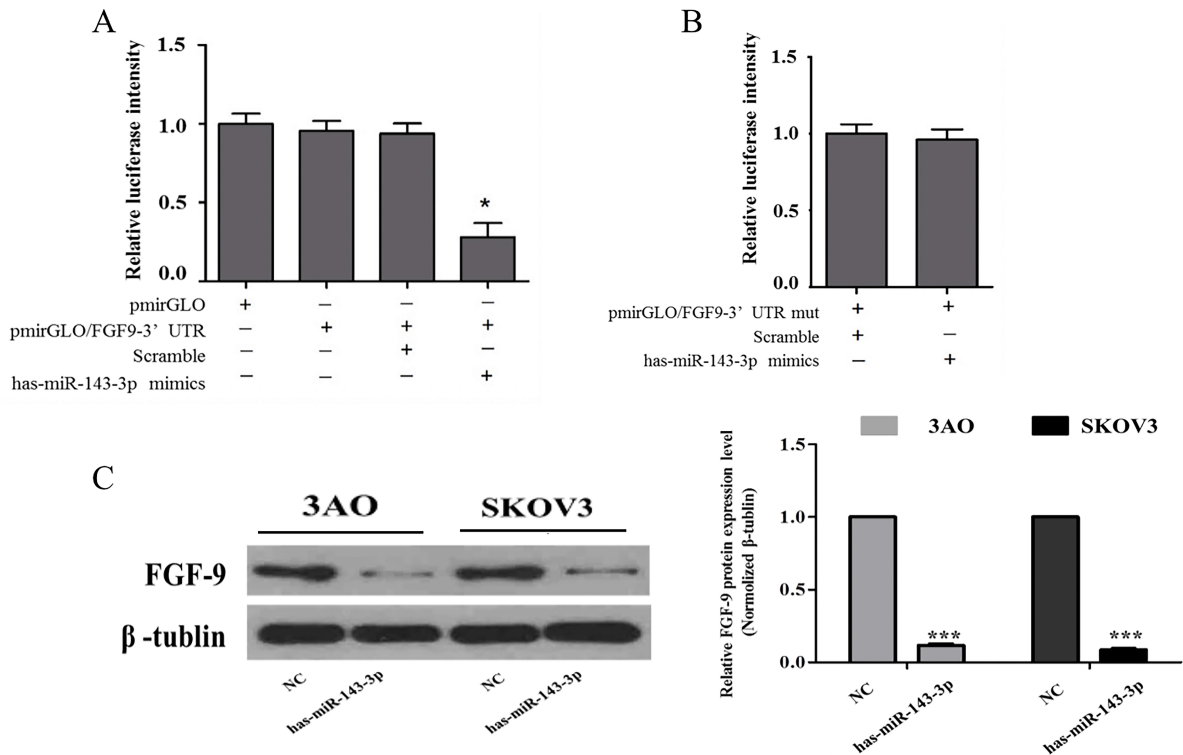 A
Relative luciferase intensity
1.5
1.0
0.5
0.0
*
pmirGLO + – – –
pmirGLO/FGF9-3’ UTR – + + +
Scramble – – + –
has-miR-143-3p mimics – – – +
B
Relative luciferase intensity
1.5
1.0
0.5
0.0
pmirGLO/FGF9-3’ UTR mut + +
Scramble + –
has-miR-143-3p mimics – +
C
3AO SKOV3
FGF-9
β -tublin
NC has-miR-143-3p NC has-miR-143-3p
3AO SKOV3
Relative FGF-9 protein expression level
(Normolized β-tublin)
1.5
1.0
0.5
0.0
*** ***
NC has-miR-143-3p NC has-miR-143-3p